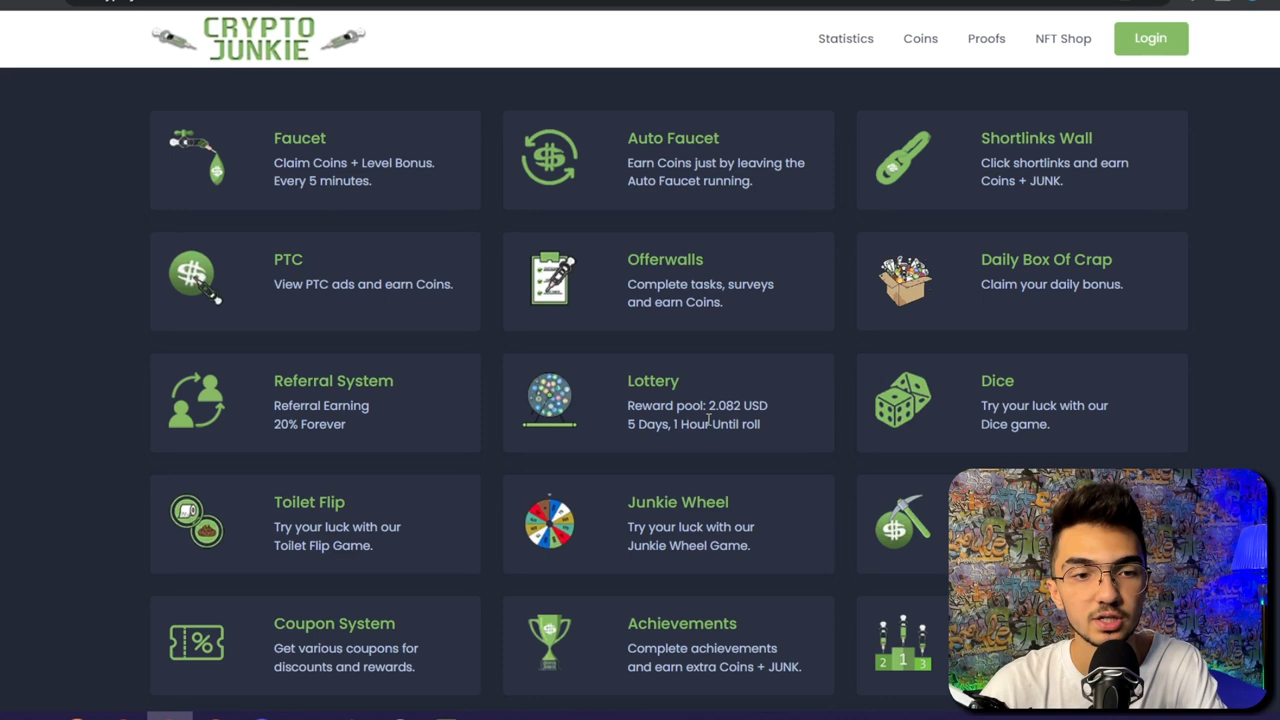 CRYPTO
JUNKIE
Statistics
Coins
Proofs
NFT Shop
Login
Faucet
Claim Coins + Level Bonus.
Every 5 minutes.
Auto Faucet
Earn Coins just by leaving the
Auto Faucet running.
Shortlinks Wall
Click shortlinks and earn
Coins + JUNK.
PTC
View PTC ads and earn Coins.
Offerwalls
Complete tasks, surveys
and earn Coins.
Daily Box Of Crap
Claim your daily bonus.
Referral System
Referral Earning
20% Forever
Lottery
Reward pool: 2.082 USD
5 Days, 1 Hour Until roll
Dice
Try your luck with our
Dice game.
Toilet Flip
Try your luck with our
Toilet Flip Game.
Junkie Wheel
Try your luck with our
Junkie Wheel Game.
Coupon System
Get various coupons for
discounts and rewards.
Achievements
Complete achievements
and earn extra Coins + JUNK.
2 1 3